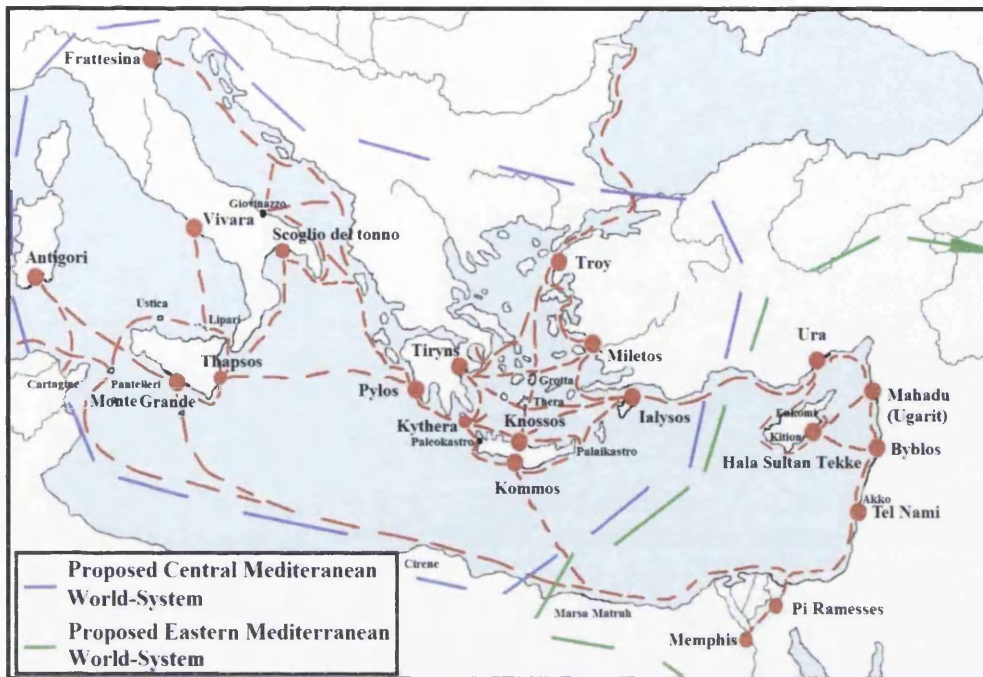 Frattesina
Giovinazzo
Vivara
Scoglio del tonno
Antigori
Troy
Ustica
Lipari
Ura
Tiryns
Miletos
Cartagine
Pantelleri
Thapsos
Grotta
Mahadu
(Ugarit)
Monte Grande
Pylos
Thera
Ialysos
Enkomi
Kythera
Knossos
Kition
Paleokastro
Palaikastro
Hala Sultan Tekke
Byblos
Kommos
Akko
Tel Nami
Cirene
Marsa Matruh
Pi Ramesses
Memphis
Proposed Central Mediteranean
World-System
Proposed Eastern Mediteranean
World-System